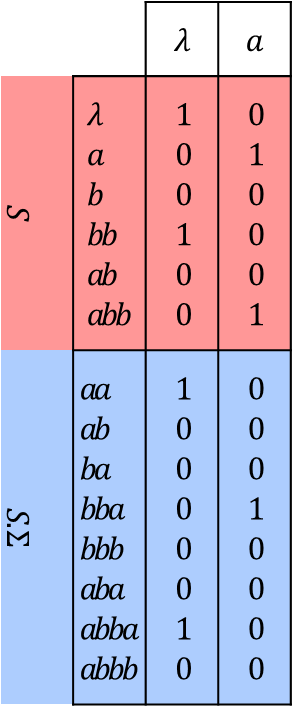 λ a
S
λ 1 0
a 0 1
b 0 0
bb 1 0
ab 0 0
abb 0 1
S.Σ
aa 1 0
ab 0 0
ba 0 0
bba 0 1
bbb 0 0
aba 0 0
abba 1 0
abbb 0 0